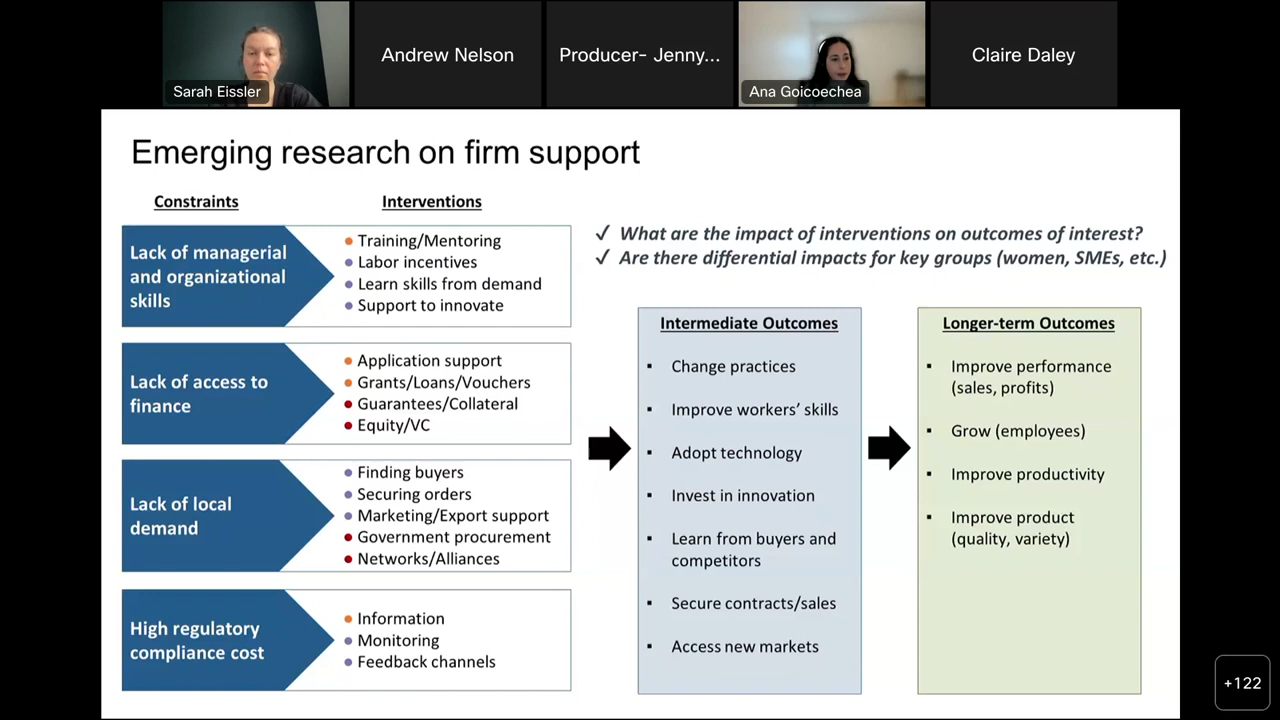 Sarah Eissler
Andrew Nelson
Producer- Jenny...
Ana Goicoechea
Claire Daley
Emerging research on firm support
Constraints
Interventions
Lack of managerial
and organizational
skills
• Training/Mentoring
• Labor incentives
• Learn skills from demand
• Support to innovate
Lack of access to
finance
• Application support
• Grants/Loans/Vouchers
• Guarantees/Collateral
• Equity/VC
Lack of local
demand
• Finding buyers
• Securing orders
• Marketing/Export support
• Government procurement
• Networks/Alliances
High regulatory
compliance cost
• Information
• Monitoring
• Feedback channels
✓ What are the impact of interventions on outcomes of interest?
✓ Are there differential impacts for key groups (women, SMEs, etc.)
Intermediate Outcomes
▪ Change practices
▪ Improve workers’ skills
▪ Adopt technology
▪ Invest in innovation
▪ Learn from buyers and
competitors
▪ Secure contracts/sales
▪ Access new markets
Longer-term Outcomes
▪ Improve performance
(sales, profits)
▪ Grow (employees)
▪ Improve productivity
▪ Improve product
(quality, variety)
+122